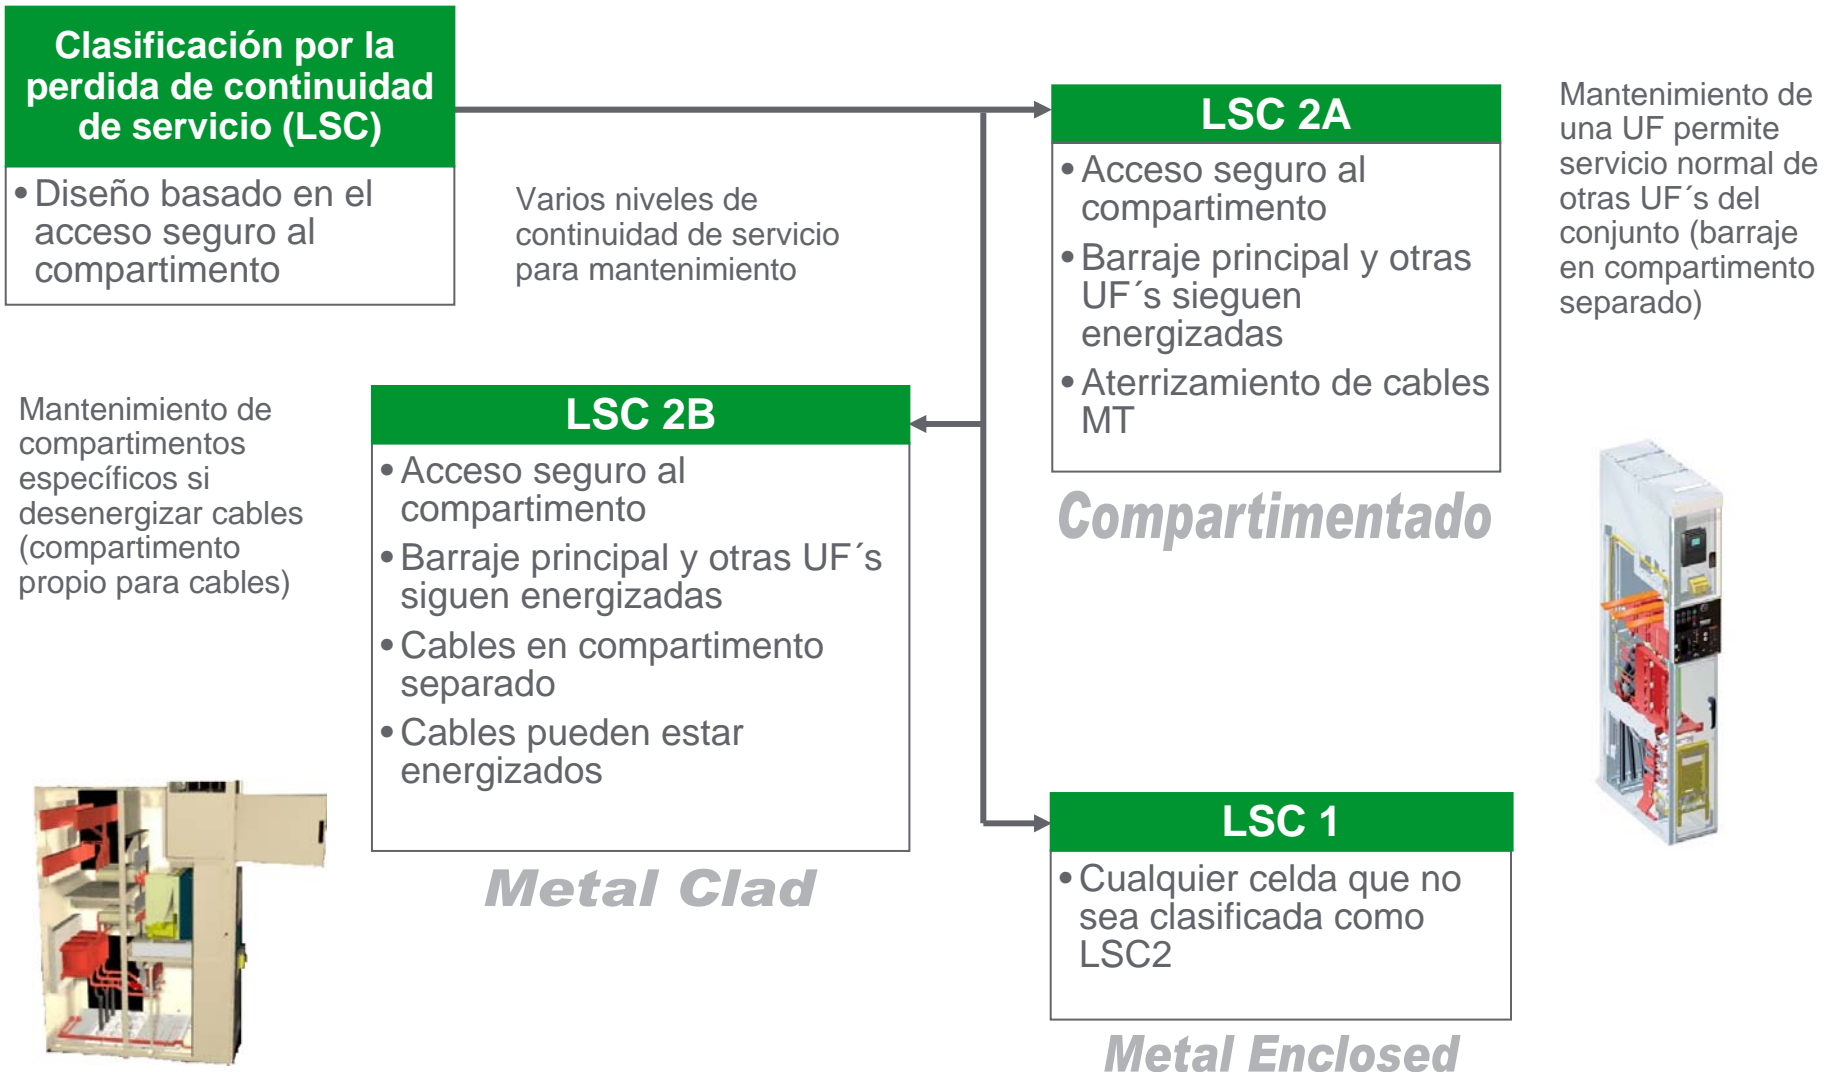 Clasificación por la
perdida de continuidad
de servicio (LSC)
• Diseño basado en el
acceso seguro al
compartimento
Varios niveles de
continuidad de servicio
para mantenimiento
LSC 2A
• Acceso seguro al
compartimento
• Barraje principal y otras
UF´s sieguen
energizadas
• Aterrizamiento de cables
MT
Compartimentado
Mantenimiento de
una UF permite
servicio normal de
otras UF´s del
conjunto (barraje
en compartimento
separado)
Mantenimiento de
compartimentos
específicos si
desenergizar cables
(compartimento
propio para cables)
LSC 2B
• Acceso seguro al
compartimento
• Barraje principal y otras UF´s
siguen energizadas
• Cables en compartimento
separado
• Cables pueden estar
energizados
Metal Clad
LSC 1
• Cualquier celda que no
sea clasificada como
LSC2
Metal Enclosed